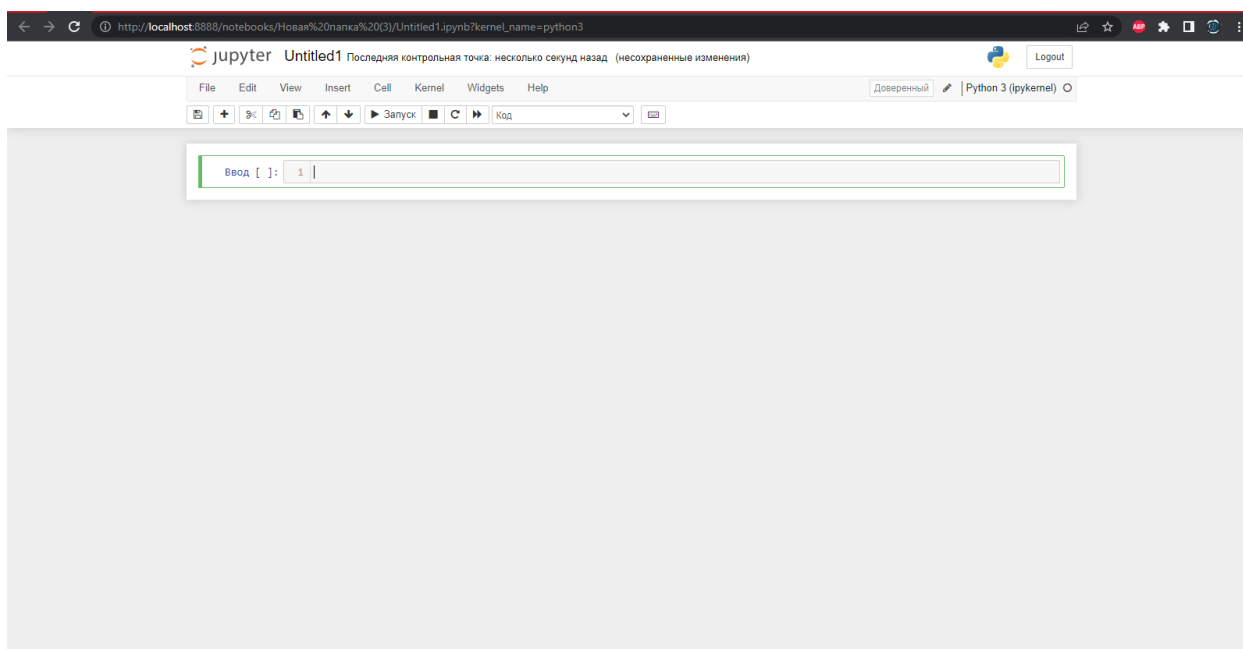 http://localhost:8888/notebooks/Новая%20папка%20(3)/Untitled1.ipynb?kernel_name=python3
ABP
jupyter Untitled1 Последняя контрольная точка: несколько секунд назад (несохраненные изменения)
Logout
File Edit View Insert Cell Kernel Widgets Help Доверенный Python 3 (ipykernel)
Запуск Код
Ввод [ ]: 1